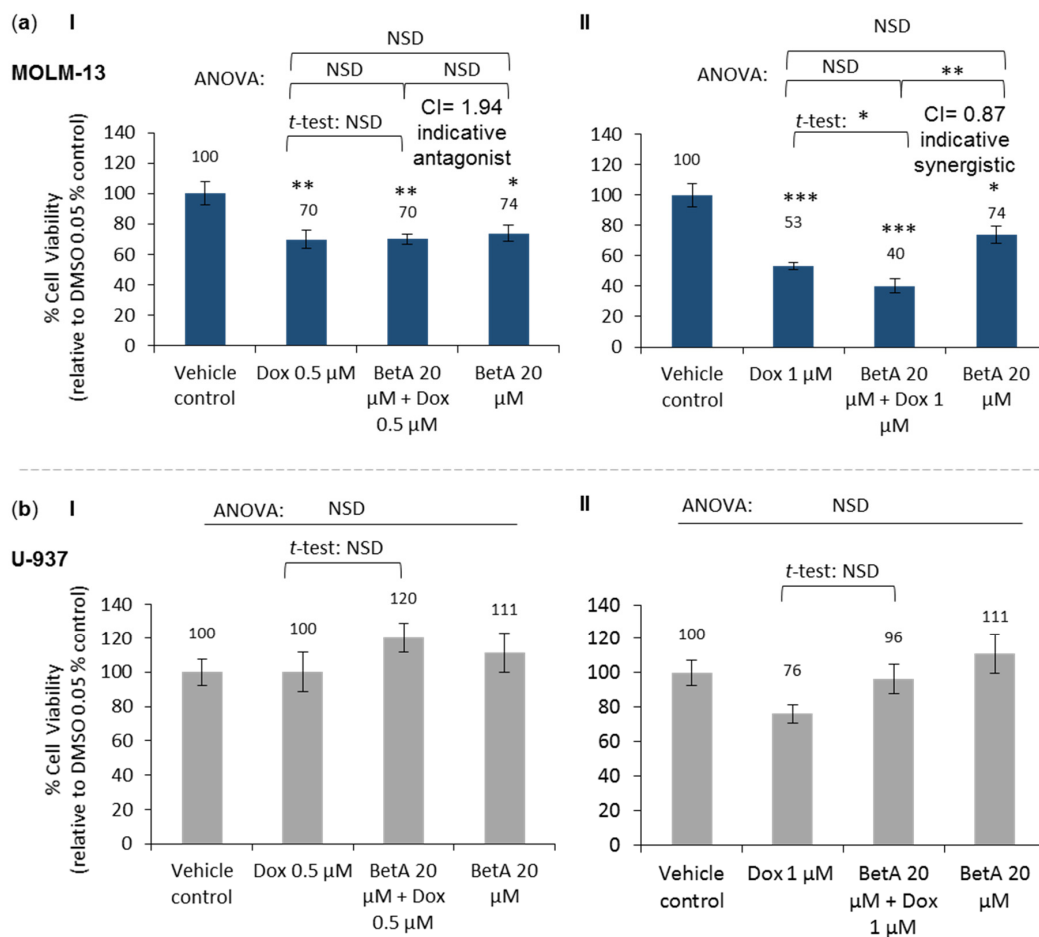 (a) I
MOLM-13
NSD
ANOVA:
NSD
NSD
t-test: NSD
CI= 1.94
indicative
antagonist
% Cell Viability
(relative to DMSO 0.05 % control)
140
120
100
80
60
40
20
0
100
**
70
**
70
*
74
Vehicle
control
Dox 0.5 µM
BetA 20
µM + Dox
0.5 µM
BetA 20
µM
II
NSD
ANOVA:
NSD
**
t-test: *
CI= 0.87
indicative
synergistic
140
120
100
80
60
40
20
0
100
***
53
***
40
*
74
Vehicle
control
Dox 1 µM
BetA 20
µM + Dox 1
µM
BetA 20
µM
(b) I
U-937
ANOVA: NSD
t-test: NSD
% Cell Viability
(relative to DMSO 0.05 % control)
140
120
100
80
60
40
20
0
100
100
120
111
Vehicle
control
Dox 0.5 µM
BetA 20
µM + Dox
0.5 µM
BetA 20
µM
II
ANOVA: NSD
t-test: NSD
% Cell Viability
(relative to DMSO 0.05 % control)
140
120
100
80
60
40
20
0
100
76
96
111
Vehicle
control
Dox 1 µM
BetA 20
µM + Dox
1 µM
BetA 20
µM